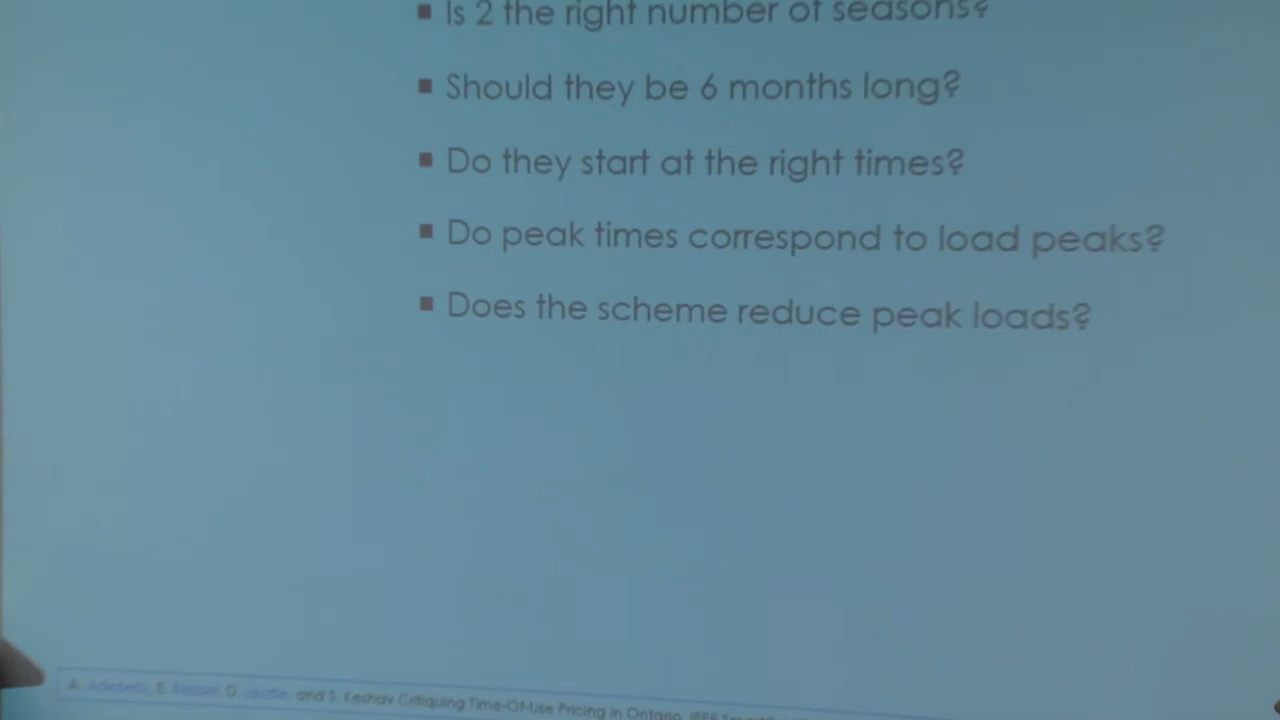 ▪ Is 2 the right number of seasons?
▪ Should they be 6 months long?
▪ Do they start at the right times?
▪ Do peak times correspond to load peaks?
▪ Does the scheme reduce peak loads?
A. D. and S. Keshav Critiquing Time-Of-Use Pricing in Ontario, IEEE